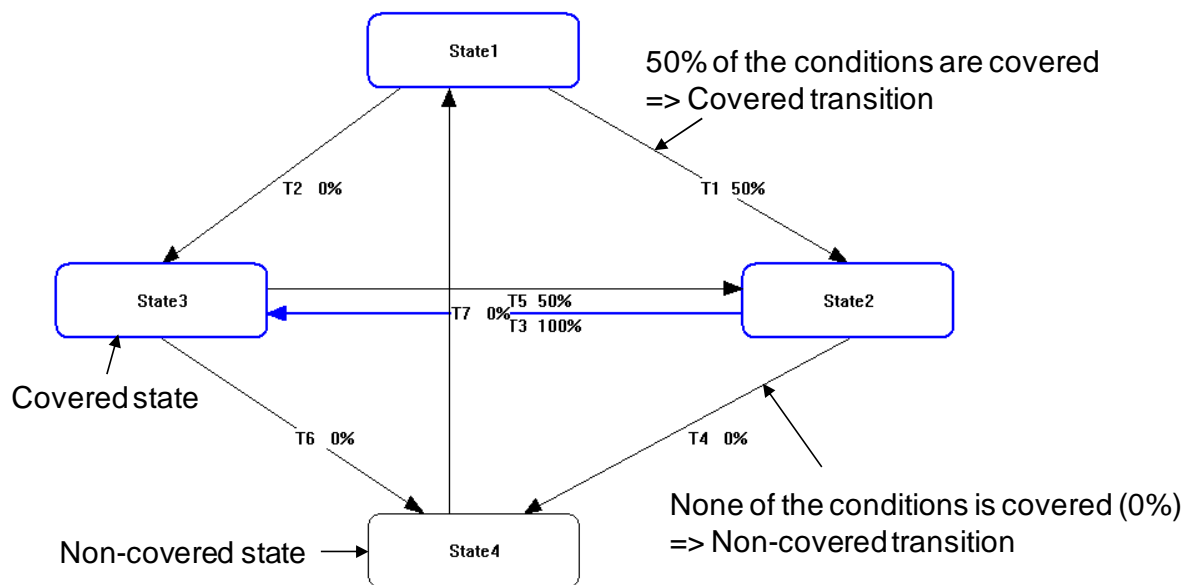 State1
50% of the conditions are covered
=> Covered transition
T2 0%
T1 50%
State3
State2
T5 50%
T7 0%
T3 100%
Covered state
T6 0%
T4 0%
None of the conditions is covered (0%)
=> Non-covered transition
Non-covered state
State4